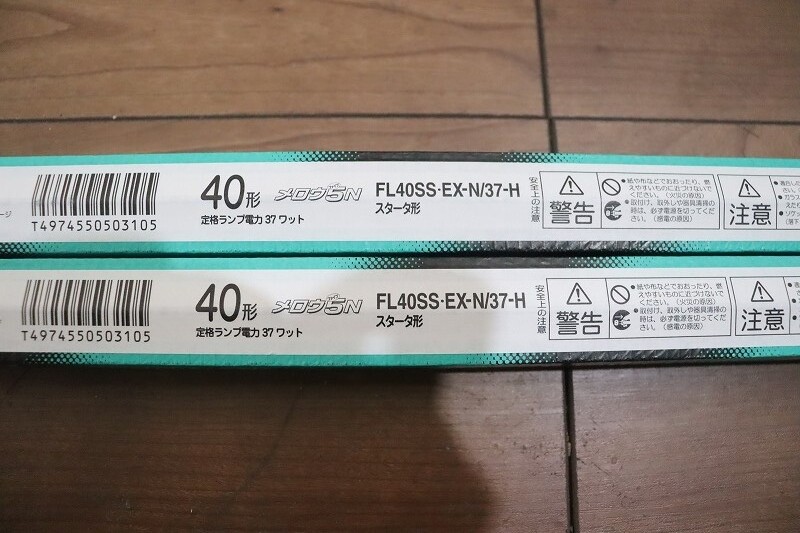 ージ
T4974550503105
40形 メロウ5N
定格ランプ電力 37 ワット
FL40SS·EX-N/37-H
スタータ形
安全上の注意
警告
●紙や布などでおおったり、燃
えやすいものに近づけないで
ください。(火災の原因)
●取付け、取外しや器具清掃の
時は、必ず電源を切ってくだ
さい。(感電の原因)
注意
T4974550503105
40形 メロウ5N
定格ランプ電力 37 ワット
FL40SS·EX-N/37-H
スタータ形
安全上の注意
警告
●紙や布などでおおったり、燃
えやすいものに近づけないで
ください。(火災の原因)
●取付け、取外しや器具清掃の
時は、必ず電源を切ってくだ
さい。(感電の原因)
注意